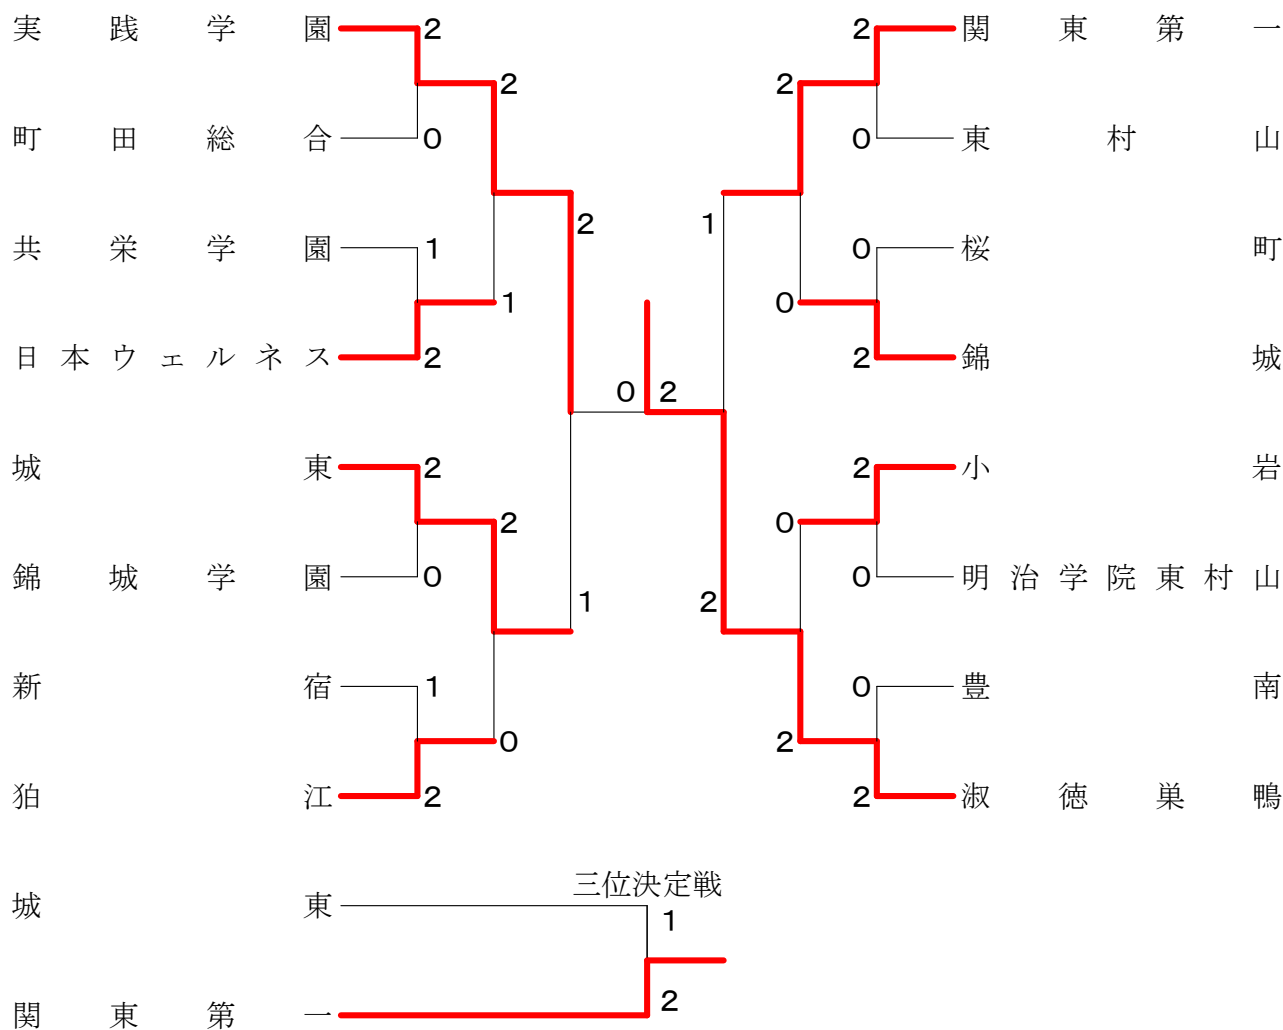 実践学園 2 2 関東第一
2 2
町田総合 0 0 東村山
2 1
共栄学園 1 0 桜町
1 0
日本ウェルネス 2 2 錦城
0 2
城東 2 2 小岩
2 0
錦城学園 0 0 明治学院東村山
1 2
新宿 1 0 豊南
0 2
狛江 2 2 淑徳巣鴨
三位決定戦
城東 1
関東第一 2